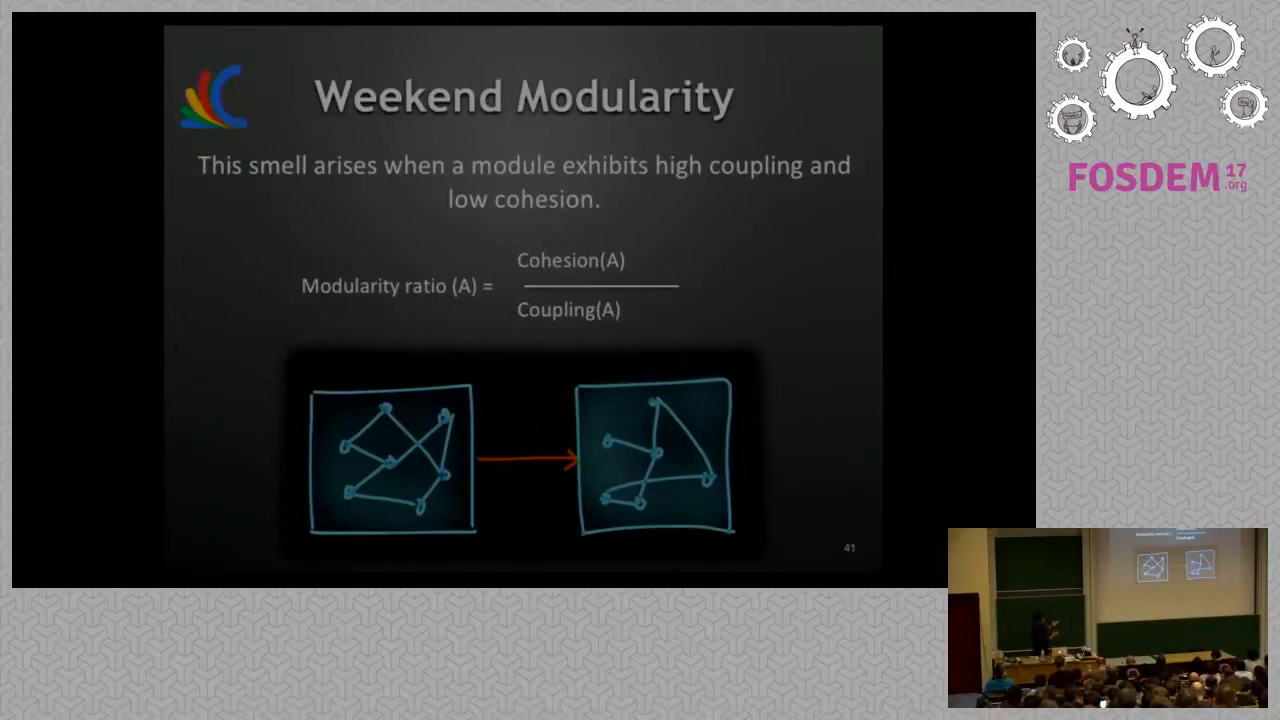 Weekend Modularity
This smell arises when a module exhibits high coupling and
low cohesion.
Modularity ratio (A) =
Cohesion(A)
Coupling(A)
41
FOSDEM 17
.org